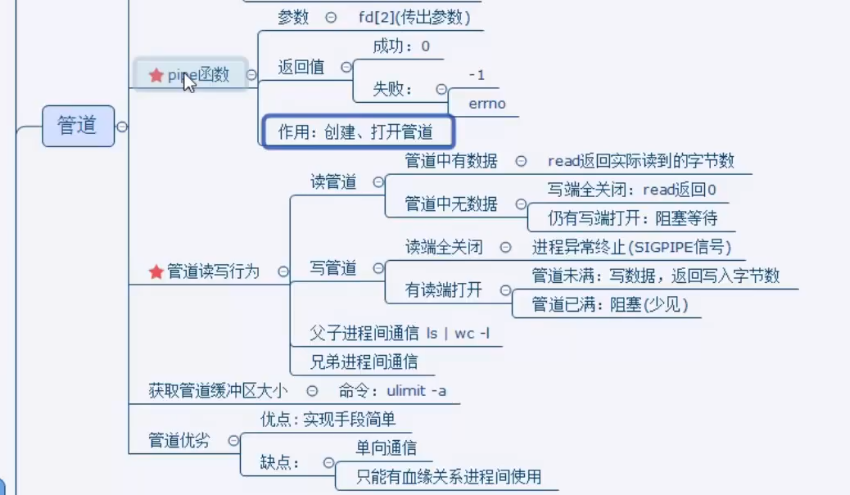 参数
fd[2](传出参数)
成功：0
返回值
失败：
-1
errno
pipe函数
作用：创建、打开管道
管道
读管道
管道中有数据
read返回实际读到的字节数
管道中无数据
写端全关闭：read返回0
仍有写端打开：阻塞等待
管道读写行为
写管道
读端全关闭
进程异常终止(SIGPIPE信号)
有读端打开
管道未满：写数据，返回写入字节数
管道已满：阻塞(少见)
父子进程间通信 ls | wc -l
兄弟进程间通信
获取管道缓冲区大小
命令：ulimit -a
管道优劣
优点：实现手段简单
缺点：
单向通信
只能有血缘关系进程间使用